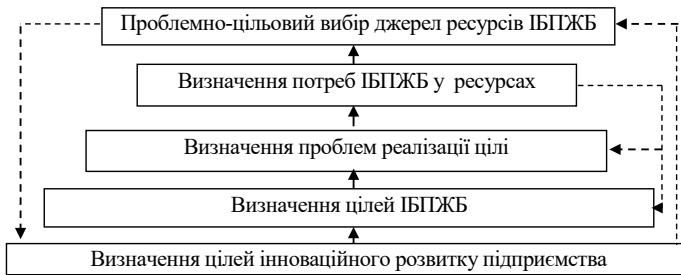 Проблемно-цільовий вибір джерел ресурсів ІБПЖБ
Визначення потреб ІБПЖБ у ресурсах
Визначення проблем реалізації цілі
Визначення цілей ІБПЖБ
Визначення цілей інноваційного розвитку підприємства